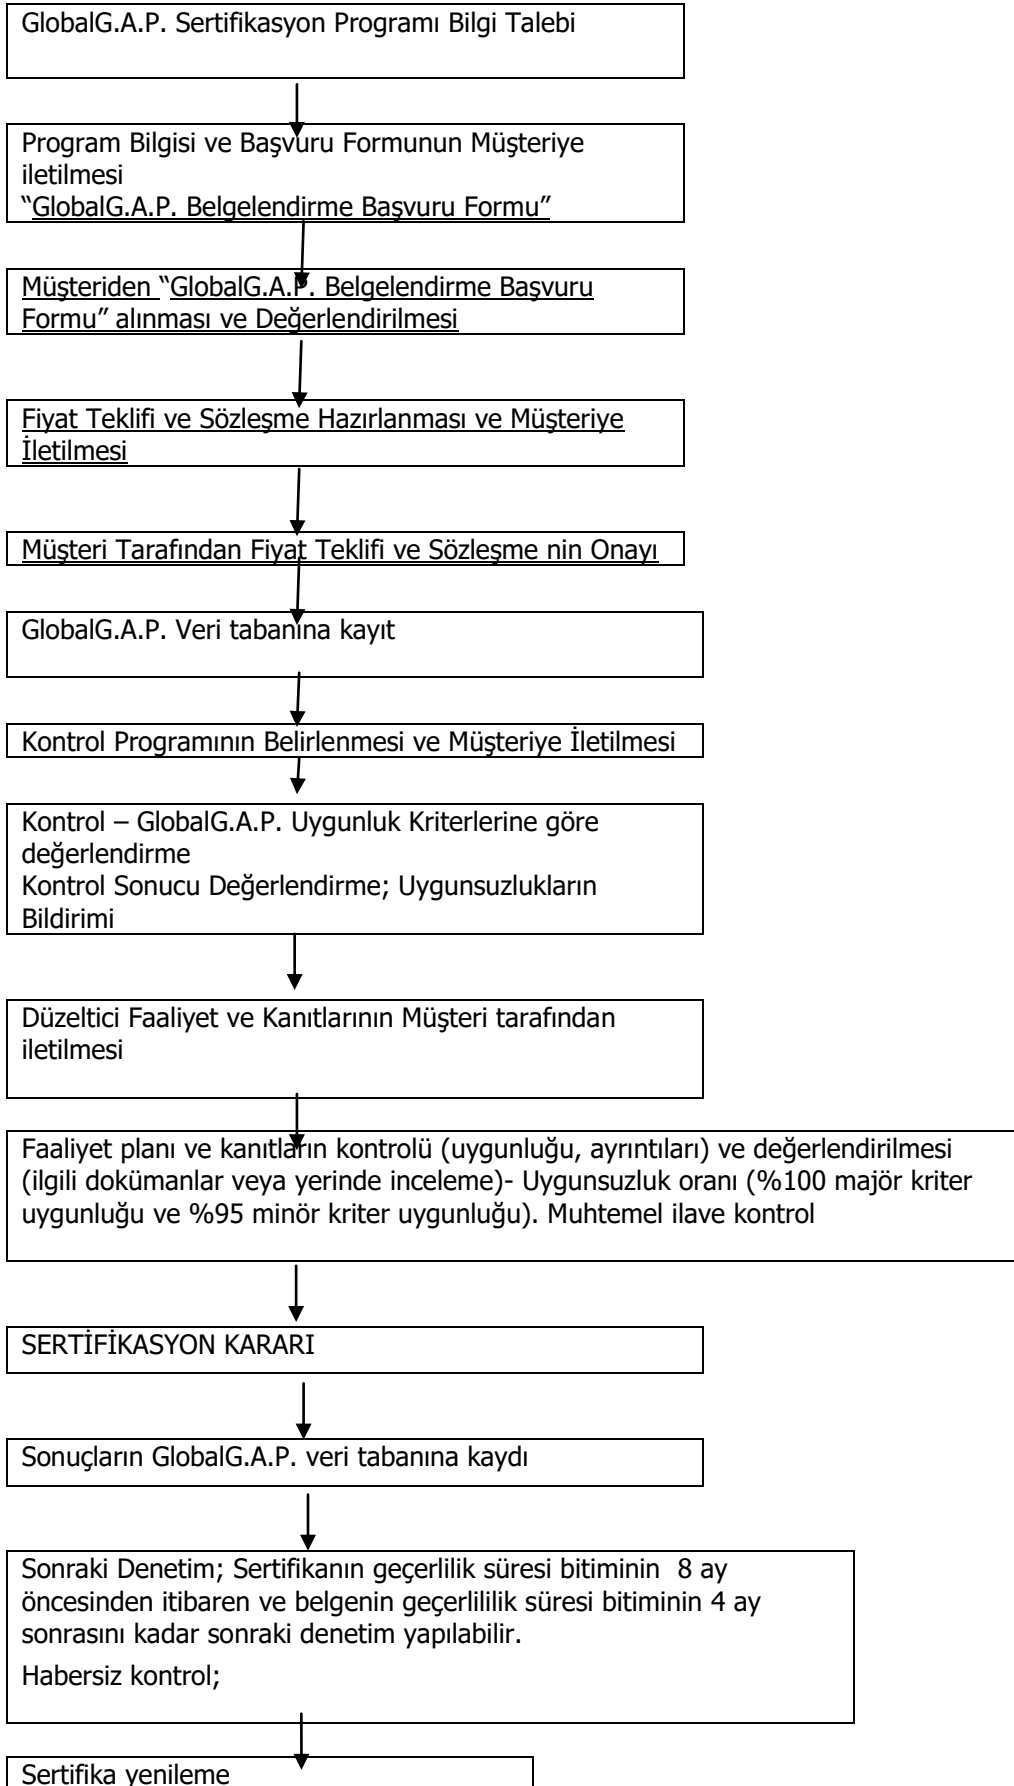 GlobalG.A.P. Sertifikasyon Programı Bilgi Talebi
Program Bilgisi ve Başvuru Formunun Müşteriye
iletilmesi
“GlobalG.A.P. Belgelendirme Başvuru Formu”
Müşteriden “GlobalG.A.P. Belgelendirme Başvuru
Formu” alınması ve Değerlendirilmesi
Fiyat Teklifi ve Sözleşme Hazırlanması ve Müşteriye
İletilmesi
Müşteri Tarafından Fiyat Teklifi ve Sözleşme nin Onayı
GlobalG.A.P. Veri tabanına kayıt
Kontrol Programının Belirlenmesi ve Müşteriye İletilmesi
Kontrol – GlobalG.A.P. Uygunluk Kriterlerine göre
değerlendirme
Kontrol Sonucu Değerlendirme; Uygunsuzlukların
Bildirimi
Düzeltici Faaliyet ve Kanıtlarının Müşteri tarafından
iletilmesi
Faaliyet planı ve kanıtların kontrolü (uygunluğu, ayrıntıları) ve değerlendirilmesi
(ilgili dokümanlar veya yerinde inceleme)- Uygunsuzluk oranı (%100 majör kriter
uygunluğu ve %95 minör kriter uygunluğu). Muhtemel ilave kontrol
SERTİFİKASYON KARARI
Sonuçların GlobalG.A.P. veri tabanına kaydı
Sonraki Denetim; Sertifikanın geçerlilik süresi bitiminin  8 ay
öncesinden itibaren ve belgenin geçerlililik süresi bitiminin 4 ay
sonrasını kadar sonraki denetim yapılabilir.
Habersiz kontrol;
Sertifika yenileme